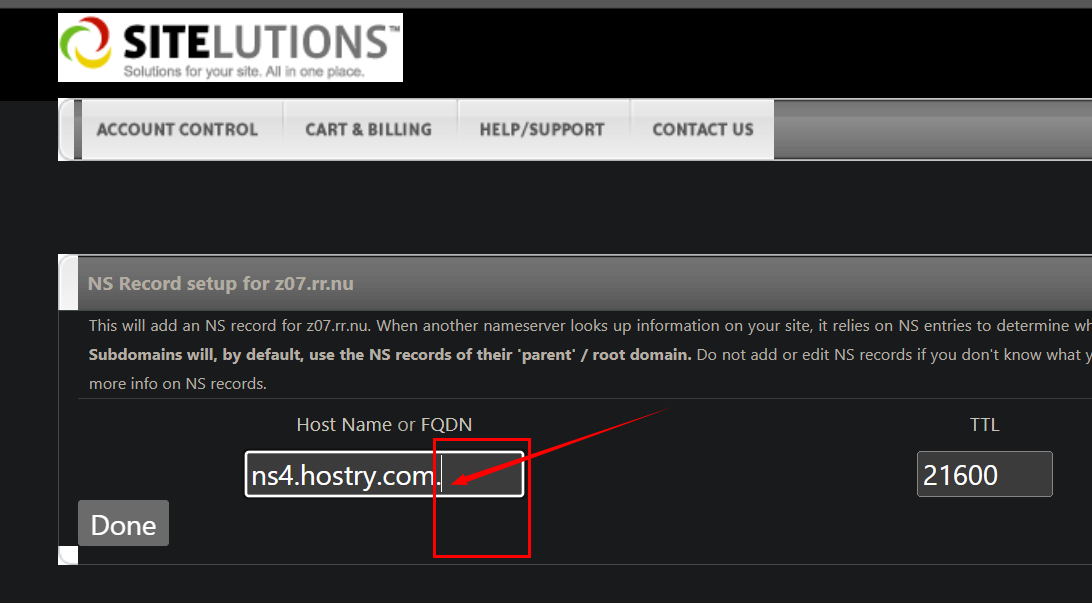 SITELUTIONS™
Solutions for your site. All in one place.
ACCOUNT CONTROL CART & BILLING HELP/SUPPORT CONTACT US
NS Record setup for z07.rr.nu
This will add an NS record for z07.rr.nu. When another nameserver looks up information on your site, it relies on NS entries to determine
Subdomains will, by default, use the NS records of their 'parent' / root domain. Do not add or edit NS records if you don't know what
more info on NS records.
Host Name or FQDN TTL
ns4.hostry.com. 21600
Done